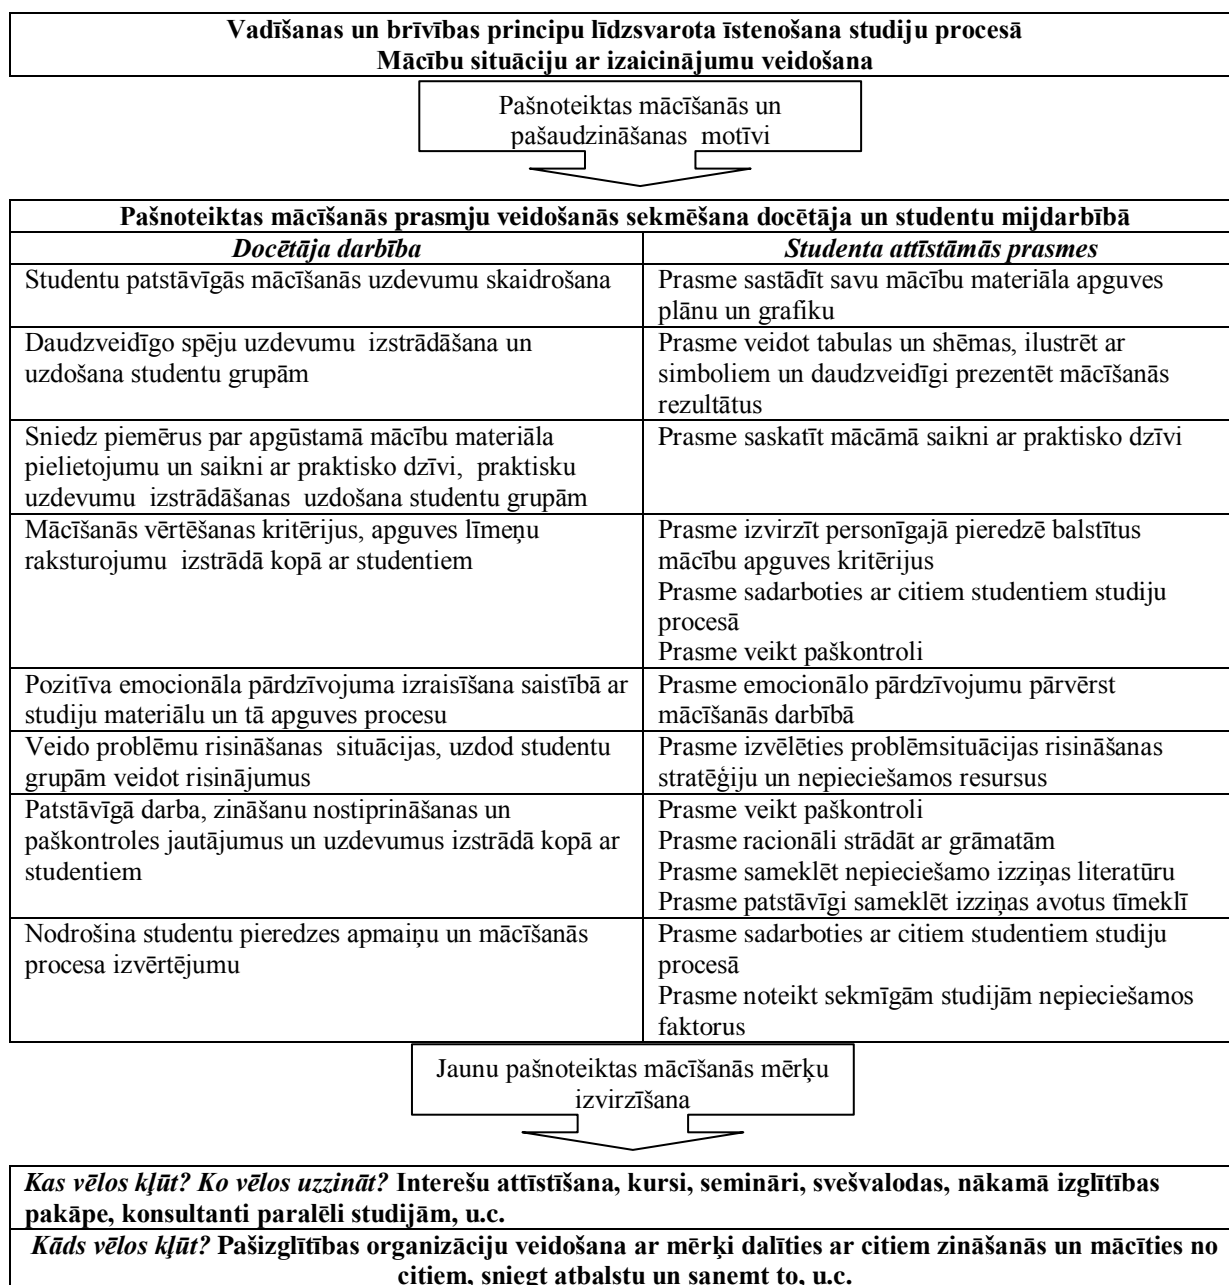 Vadīšanas un brīvības principu līdzsvarota īstenošana studiju procesā
Mācību situāciju ar izaicinājumu veidošana
Pašnoteiktas mācīšanās un
pašaudzināšanas motīvi
Pašnoteiktas mācīšanās prasmju veidošanās sekmēšana docētāja un studentu mijdarbībā
Docētāja darbība
Studenta attīstāmās prasmes
Studentu patstāvīgās mācīšanās uzdevumu skaidrošana
Prasme sastādīt savu mācību materiāla apguves
plānu un grafiku
Daudzveidīgo spēju uzdevumu izstrādāšana un
uzdošana studentu grupām
Prasme veidot tabulas un shēmas, ilustrēt ar
simboliem un daudzveidīgi prezentēt mācīšanās
rezultātus
Sniedz piemērus par apgūstamā mācību materiāla
pielietojumu un saikni ar praktisko dzīvi, praktisku
uzdevumu izstrādāšanas uzdošana studentu grupām
Prasme saskatīt mācāmā saikni ar praktisko dzīvi
Mācīšanās vērtēšanas kritērijus, apguves līmeņu
raksturojumu izstrādā kopā ar studentiem
Prasme izvirzīt personīgajā pieredzē balstītus
mācību apguves kritērijus
Prasme sadarboties ar citiem studentiem studiju
procesā
Prasme veikt paškontroli
Pozitīva emocionāla pārdzīvojuma izraisīšana saistībā ar
studiju materiālu un tā apguves procesu
Prasme emocionālo pārdzīvojumu pārvērst
mācīšanās darbībā
Veido problēmu risināšanas situācijas, uzdod studentu
grupām veidot risinājumus
Prasme izvēlēties problēmsituācijas risināšanas
stratēģiju un nepieciešamos resursus
Patstāvīgā darba, zināšanu nostiprināšanas un
paškontroles jautājumus un uzdevumus izstrādā kopā ar
studentiem
Prasme veikt paškontroli
Prasme racionāli strādāt ar grāmatām
Prasme sameklēt nepieciešamo izziņas literatūru
Prasme patstāvīgi sameklēt izziņas avotus tīmeklī
Nodrošina studentu pieredzes apmaiņu un mācīšanās
procesa izvērtējumu
Prasme sadarboties ar citiem studentiem studiju
procesā
Prasme noteikt sekmīgām studijām nepieciešamos
faktorus
Jaunu pašnoteiktas mācīšanās mērķu
izvirzīšana
Kas vēlos kļūt? Ko vēlos uzzināt? Interešu attīstīšana, kursi, semināri, svešvalodas, nākamā izglītības
pakāpe, konsultanti paralēli studijām, u.c.
Kāds vēlos kļūt? Pašizglītības organizāciju veidošana ar mērķi dalīties ar citiem zināšanās un mācīties no
citiem, sniegt atbalstu un saņemt to, u.c.